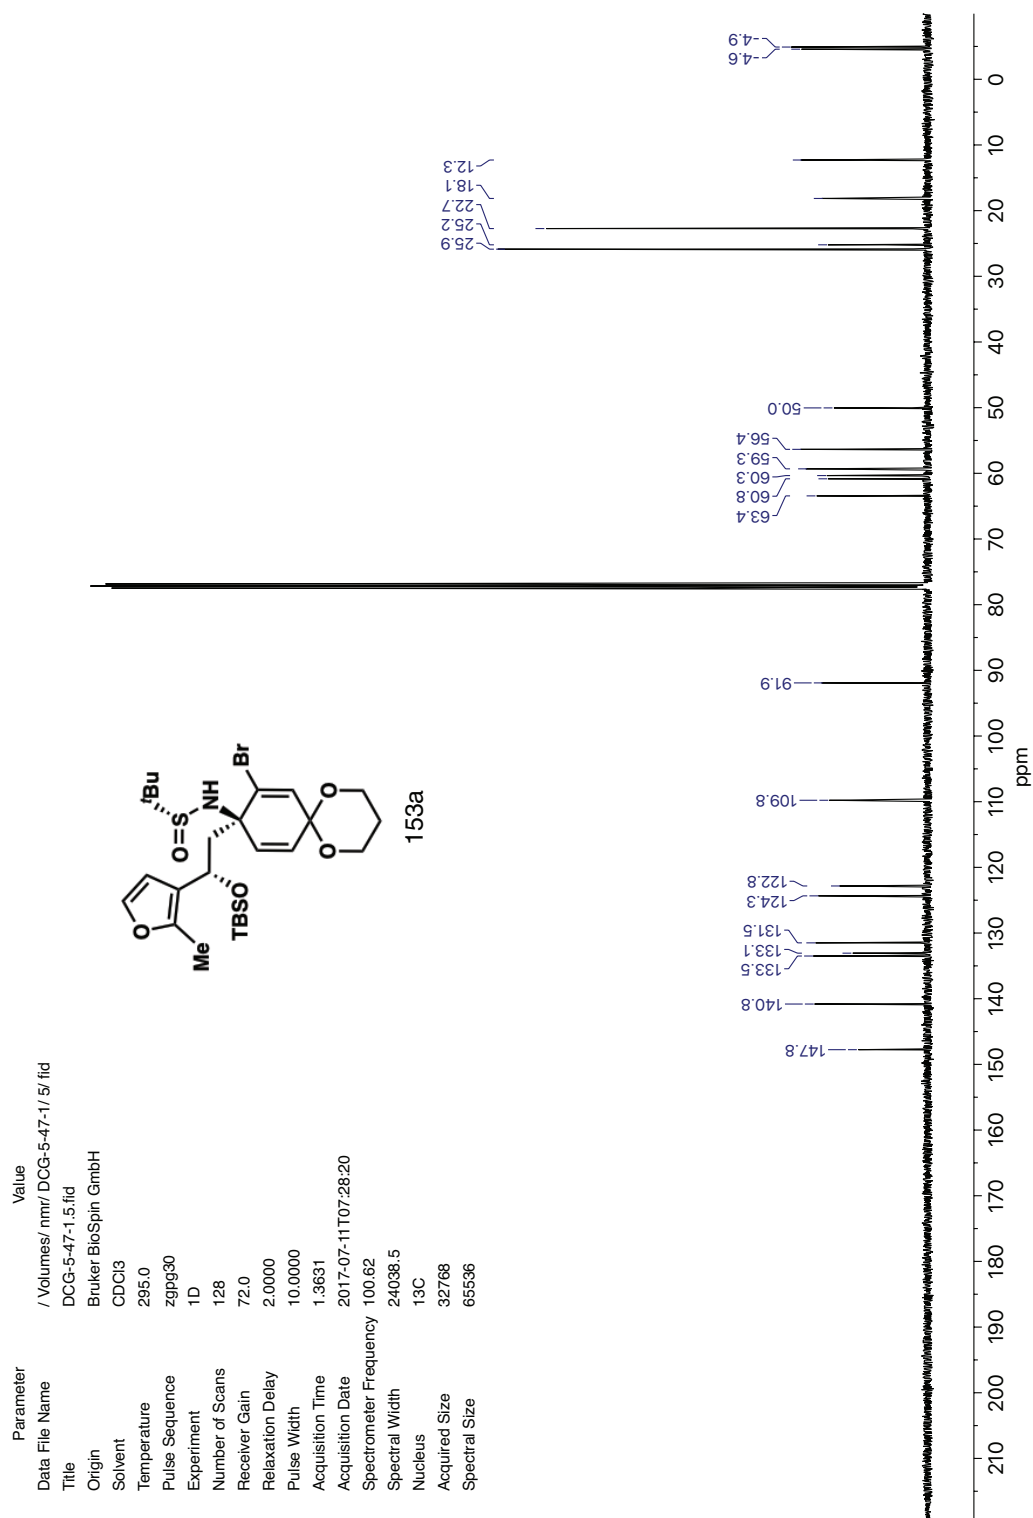 Parameter Value
Data File Name / Volumes/ nmr/ DCG-5-47-1/ 5/ fid
Title DCG-5-47-1.5.fid
Origin Bruker BioSpin GmbH
Solvent CDCl3
Temperature 295.0
Pulse Sequence zgpg30
Experiment 1D
Number of Scans 128
Receiver Gain 72.0
Relaxation Delay 2.0000
Pulse Width 10.0000
Acquisition Time 1.3631
Acquisition Date 2017-07-11T07:28:20
Spectrometer Frequency 100.62
Spectral Width 24038.5
Nucleus 13C
Acquired Size 32768
Spectral Size 65536
tBu
O=S NH
Br
O
Me
TBSO
O
O
153a
147.8
140.8
133.5
133.1
131.5
124.3
122.8
109.8
91.9
63.4
60.8
60.3
59.3
56.4
50.0
25.9
25.2
22.7
18.1
12.3
-4.6
-4.9
210 200 190 180 170 160 150 140 130 120 110 100 90 80 70 60 50 40 30 20 10 0
ppm